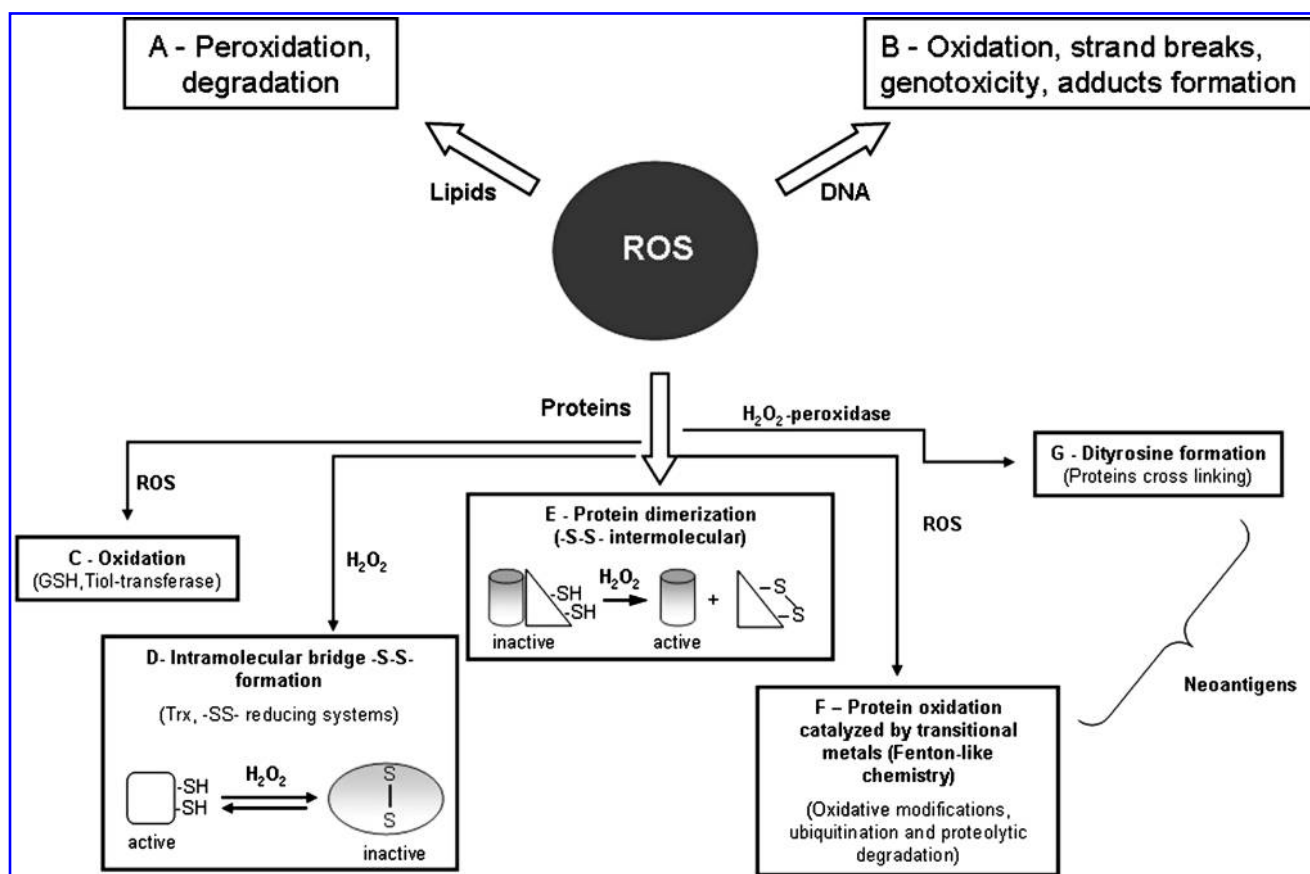 A - Peroxidation,
degradation
B - Oxidation, strand breaks,
genotoxicity, adducts formation
Lipids
DNA
ROS
Proteins
H₂O₂-peroxidase
G - Dityrosine formation
(Proteins cross linking)
ROS
C - Oxidation
(GSH,Tiol-transferase)
H₂O₂
E - Protein dimerization
(-S-S- intermolecular)
-SH
-SH
H₂O₂
+
-S
-S
inactive
active
ROS
D- Intramolecular bridge -S-S-
formation
(Trx, -SS- reducing systems)
-SH
-SH
H₂O₂
S
S
active
inactive
F – Protein oxidation
catalyzed by transitional
metals (Fenton-like
chemistry)
(Oxidative modifications,
ubiquitination and proteolytic
degradation)
Neoantigens